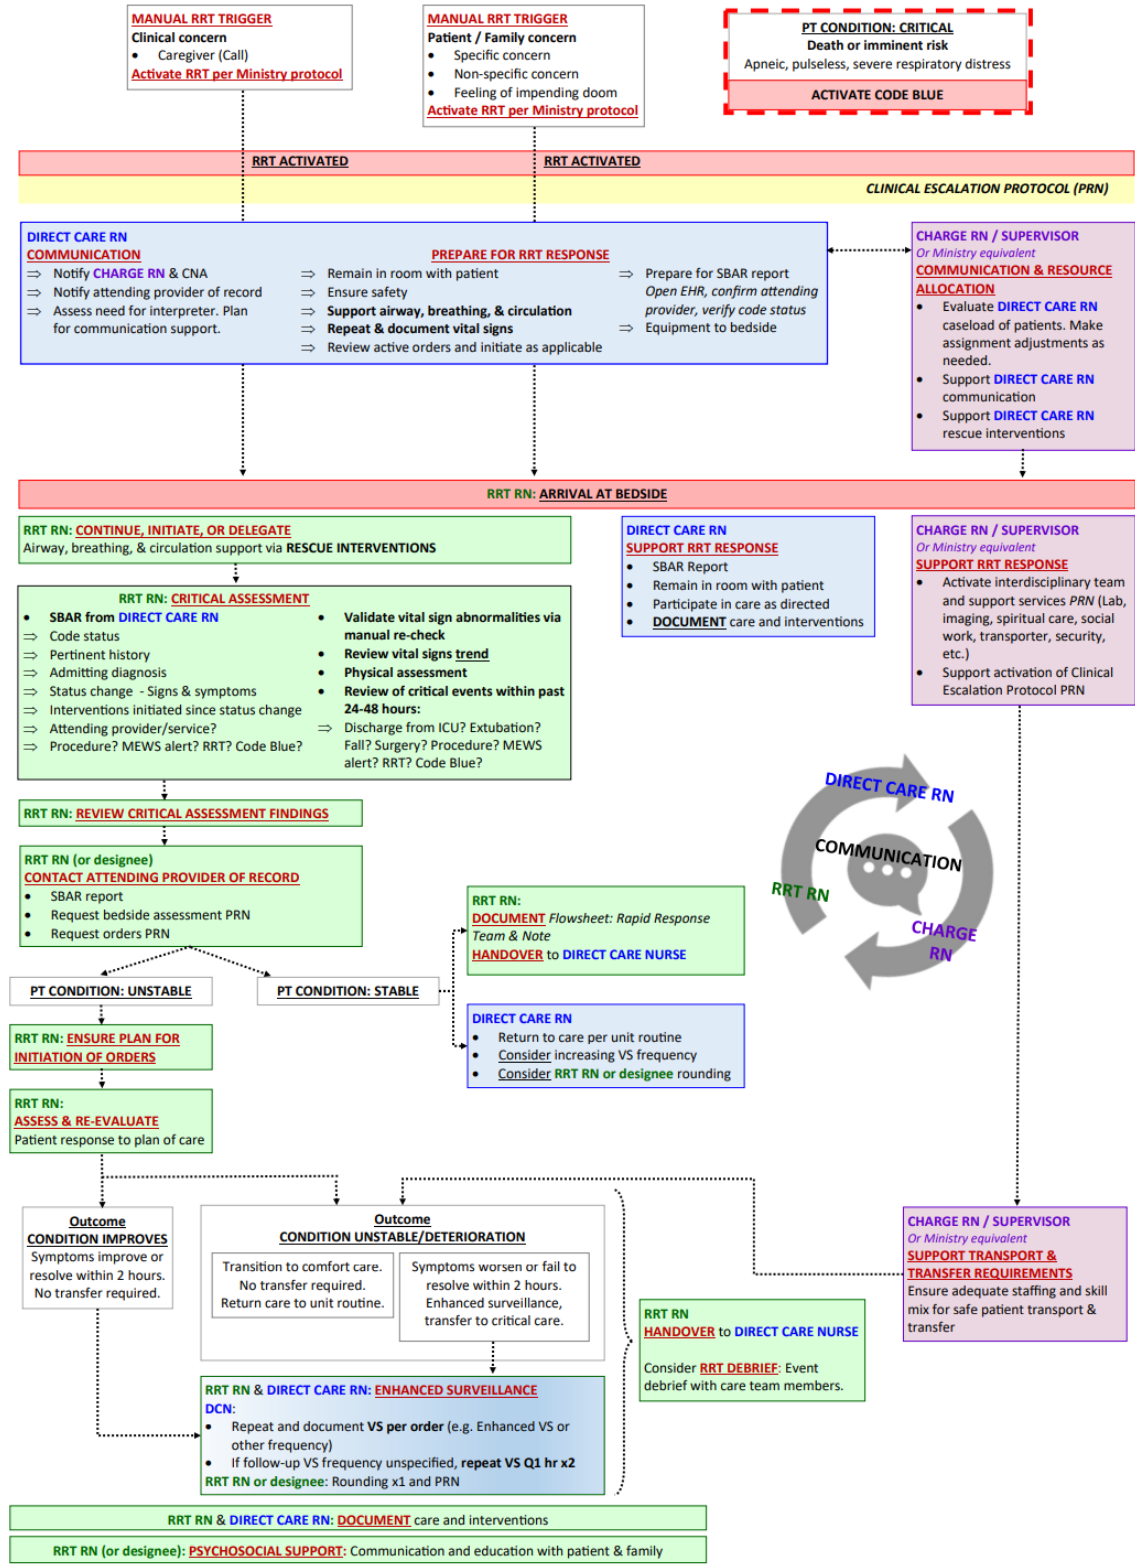 MANUAL RRT TRIGGER
Clinical concern
• Caregiver (Call)
Activate RRT per Ministry protocol
MANUAL RRT TRIGGER
Patient / Family concern
• Specific concern
• Non-specific concern
• Feeling of impending doom
Activate RRT per Ministry protocol
PT CONDITION: CRITICAL
Death or imminent risk
Apneic, pulseless, severe respiratory distress
ACTIVATE CODE BLUE
RRT ACTIVATED
RRT ACTIVATED
CLINICAL ESCALATION PROTOCOL (PRN)
DIRECT CARE RN
COMMUNICATION
⇒ Notify CHARGE RN & CNA
⇒ Notify attending provider of record
⇒ Assess need for interpreter. Plan
for communication support.
PREPARE FOR RRT RESPONSE
⇒ Remain in room with patient
⇒ Ensure safety
⇒ Support airway, breathing, & circulation
⇒ Repeat & document vital signs
⇒ Review active orders and initiate as applicable
⇒ Prepare for SBAR report
Open EHR, confirm attending
provider, verify code status
⇒ Equipment to bedside
CHARGE RN / SUPERVISOR
Or Ministry equivalent
COMMUNICATION & RESOURCE
ALLOCATION
• Evaluate DIRECT CARE RN
caseload of patients. Make
assignment adjustments as
needed.
• Support DIRECT CARE RN
communication
• Support DIRECT CARE RN
rescue interventions
RRT RN: ARRIVAL AT BEDSIDE
RRT RN: CONTINUE, INITIATE, OR DELEGATE
Airway, breathing, & circulation support via RESCUE INTERVENTIONS
RRT RN: CRITICAL ASSESSMENT
• SBAR from DIRECT CARE RN
⇒ Code status
⇒ Pertinent history
⇒ Admitting diagnosis
⇒ Status change - Signs & symptoms
⇒ Interventions initiated since status change
⇒ Attending provider/service?
⇒ Procedure? MEWS alert? RRT? Code Blue?
• Validate vital sign abnormalities via
manual re-check
• Review vital signs trend
• Physical assessment
• Review of critical events within past
24-48 hours:
⇒ Discharge from ICU? Extubation?
Fall? Surgery? Procedure? MEWS
alert? RRT? Code Blue?
DIRECT CARE RN
SUPPORT RRT RESPONSE
• SBAR Report
• Remain in room with patient
• Participate in care as directed
• DOCUMENT care and interventions
CHARGE RN / SUPERVISOR
Or Ministry equivalent
SUPPORT RRT RESPONSE
• Activate interdisciplinary team
and support services PRN (Lab,
imaging, spiritual care, social
work, transporter, security,
etc.)
• Support activation of Clinical
Escalation Protocol PRN
RRT RN: REVIEW CRITICAL ASSESSMENT FINDINGS
RRT RN (or designee)
CONTACT ATTENDING PROVIDER OF RECORD
• SBAR report
• Request bedside assessment PRN
• Request orders PRN
DIRECT CARE RN
COMMUNICATION
RRT RN
CHARGE
RN
RRT RN:
DOCUMENT Flowsheet: Rapid Response
Team & Note
HANDOVER to DIRECT CARE NURSE
PT CONDITION: UNSTABLE
PT CONDITION: STABLE
DIRECT CARE RN
• Return to care per unit routine
• Consider increasing VS frequency
• Consider RRT RN or designee rounding
RRT RN: ENSURE PLAN FOR
INITIATION OF ORDERS
RRT RN:
ASSESS & RE-EVALUATE
Patient response to plan of care
Outcome
CONDITION IMPROVES
Symptoms improve or
resolve within 2 hours.
No transfer required.
Outcome
CONDITION UNSTABLE/DETERIORATION
Transition to comfort care.
No transfer required.
Return care to unit routine.
Symptoms worsen or fail to
resolve within 2 hours.
Enhanced surveillance,
transfer to critical care.
CHARGE RN / SUPERVISOR
Or Ministry equivalent
SUPPORT TRANSPORT &
TRANSFER REQUIREMENTS
Ensure adequate staffing and skill
mix for safe patient transport &
transfer
RRT RN
HANDOVER to DIRECT CARE NURSE
Consider RRT DEBRIEF: Event
debrief with care team members.
RRT RN & DIRECT CARE RN: ENHANCED SURVEILLANCE
DCN:
• Repeat and document VS per order (e.g. Enhanced VS or
other frequency)
• If follow-up VS frequency unspecified, repeat VS Q1 hr x2
RRT RN or designee: Rounding x1 and PRN
RRT RN & DIRECT CARE RN: DOCUMENT care and interventions
RRT RN (or designee): PSYCHOSOCIAL SUPPORT: Communication and education with patient & family